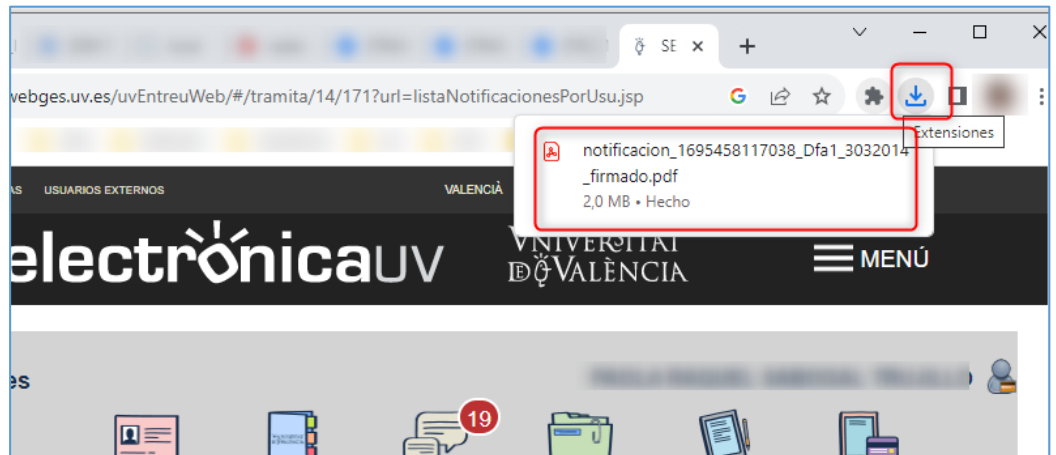 SE
webges.uv.es/uvEntreuWeb/#/tramita/14/171?url=listaNotificacionesPorUsu.jsp
Extensiones
notificacion_1695458117038_Dfa1_3032014
_firmado.pdf
2,0 MB • Hecho
AS USUARIOS EXTERNOS VALENCIÀ
electrònicauv
VNIVERSITAT
DE VALÈNCIA
MENÚ
es
19